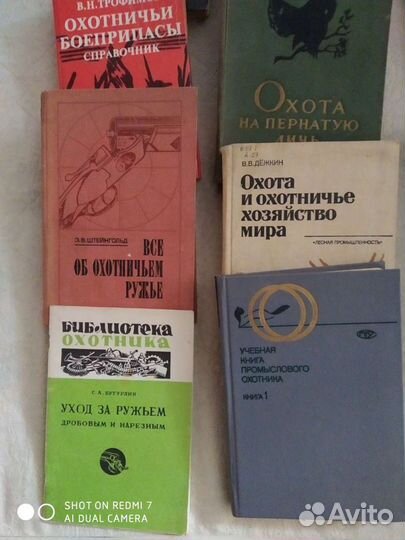 В.Н.ТРОФИМОВ
ОХОТНИЧЬИ
БОЕПРИПАСЫ
СПРАВОЧНИК
ОХОТА
НА ПЕРНАТУЮ
ДИЧЬ
Э.В.ШТЕЙНГОЛЬД
ВСЕ
ОБ ОХОТНИЧЬЕМ
РУЖЬЕ
В.В.ДЁЖКИН
Охота
и охотничье
хозяйство
мира
«ЛЕСНАЯ ПРОМЫШЛЕННОСТЬ»
БИБЛИОТЕКА
ОХОТНИКА
С. А. БУТУРЛИН
УХОД ЗА РУЖЬЕМ
ДРОБОВЫМ И НАРЕЗНЫМ
УЧЕБНАЯ
КНИГА
ПРОМЫСЛОВОГО
ОХОТНИКА
КНИГА 1
SHOT ON REDMI 7
AI DUAL CAMERA
Avito